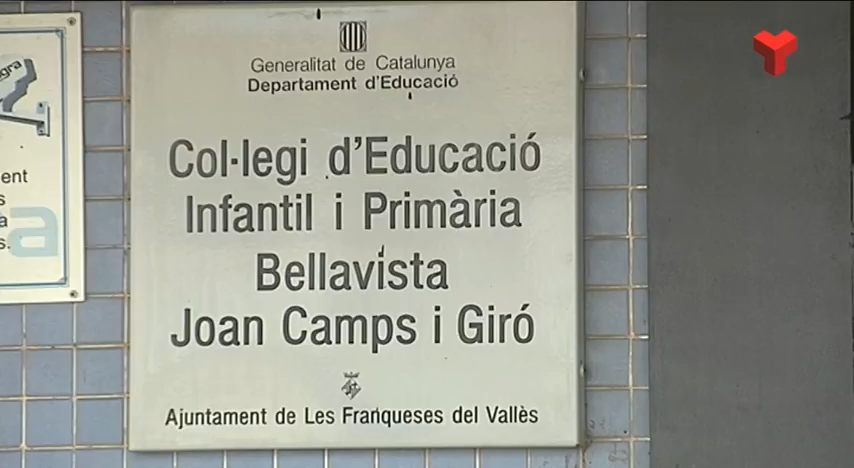 Generalitat de Catalunya
Departament d'Educació
Col·legi d'Educació
Infantil i Primària
Bellavista
Joan Camps i Giró
Ajuntament de Les Franqueses del Vallès